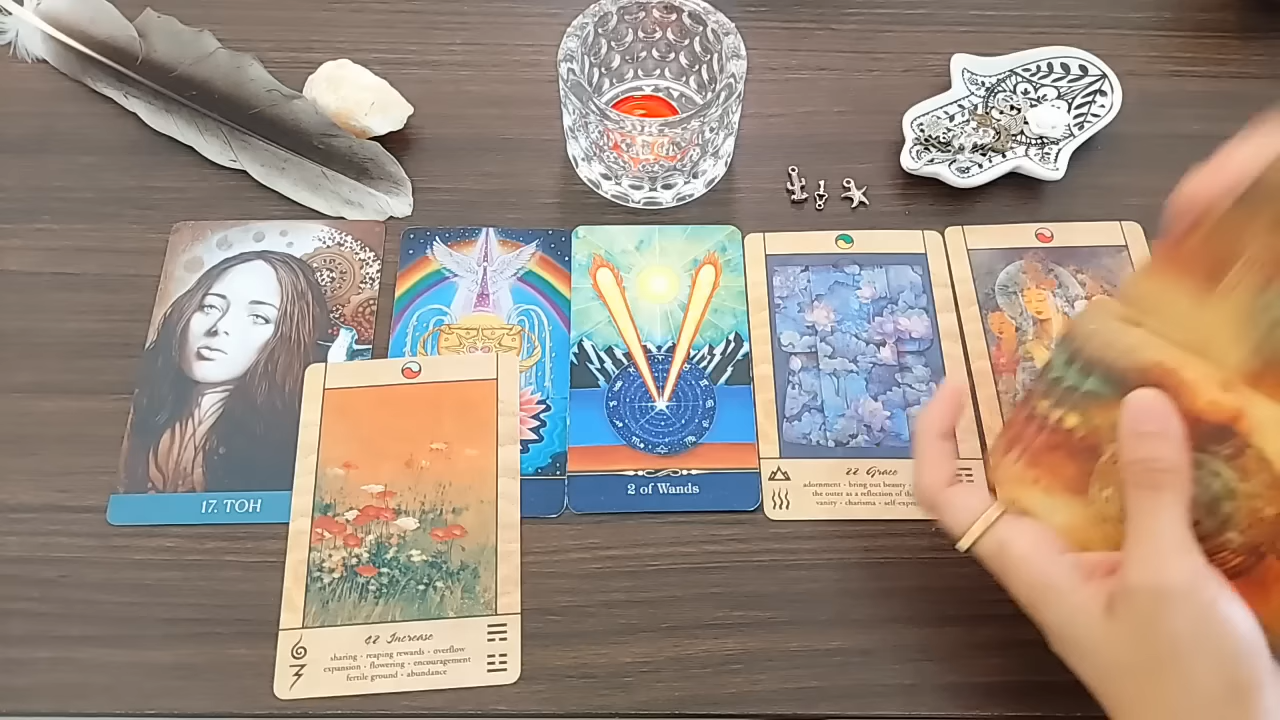 17. TOH
2 of Wands
22 Grace
adornment - bring out beauty -
the outer as a reflection of the
vanity - charisma - self-expr
42 Increase
sharing - reaping rewards - overflow
expansion - flowering - encouragement
fertile ground - abundance